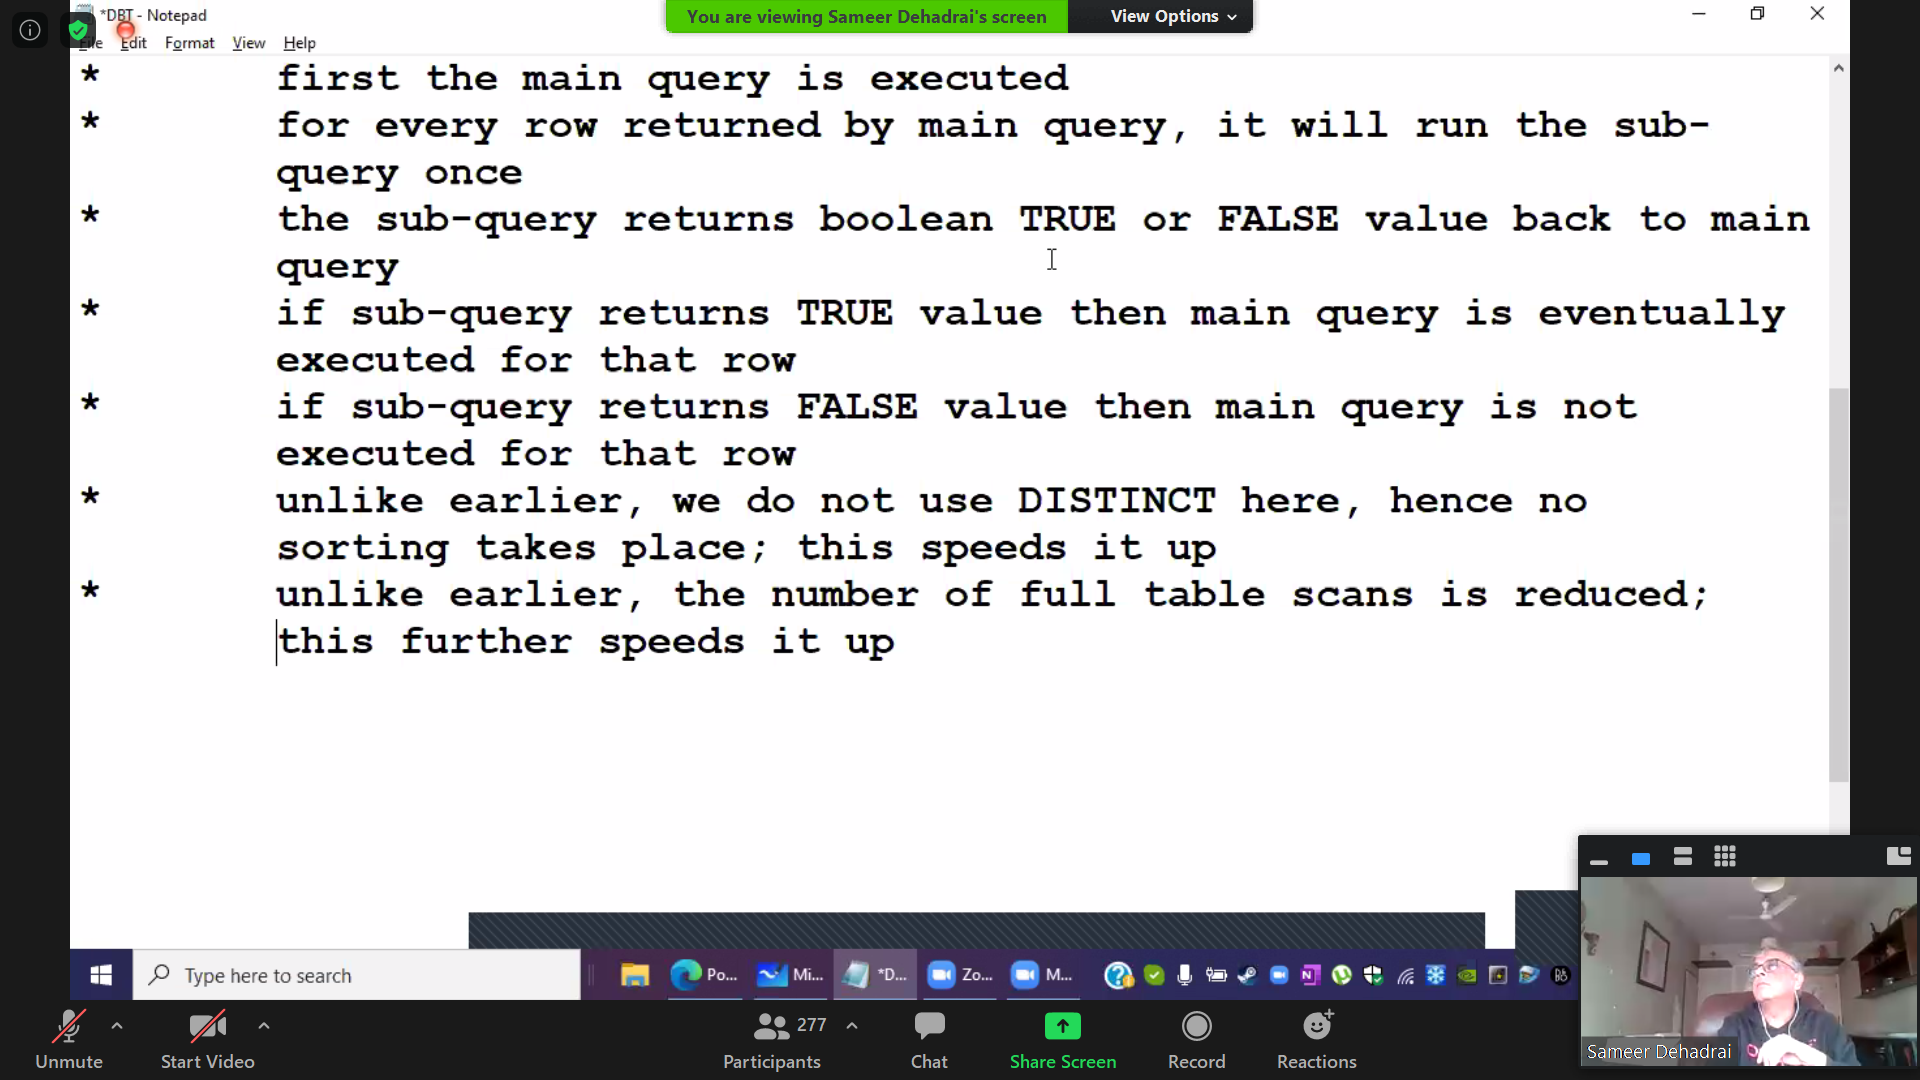 *DBT - Notepad
You are viewing Sameer Dehadrai's screen View Options
File Edit Format View Help
* first the main query is executed
* for every row returned by main query, it will run the sub-
query once
* the sub-query returns boolean TRUE or FALSE value back to main
query
* if sub-query returns TRUE value then main query is eventually
executed for that row
* if sub-query returns FALSE value then main query is not
executed for that row
* unlike earlier, we do not use DISTINCT here, hence no
sorting takes place; this speeds it up
* unlike earlier, the number of full table scans is reduced;
this further speeds it up
Type here to search Po... Mi... *D... Zo... M...
Sameer Dehadrai
277
Unmute Start Video Participants Chat Share Screen Record Reactions